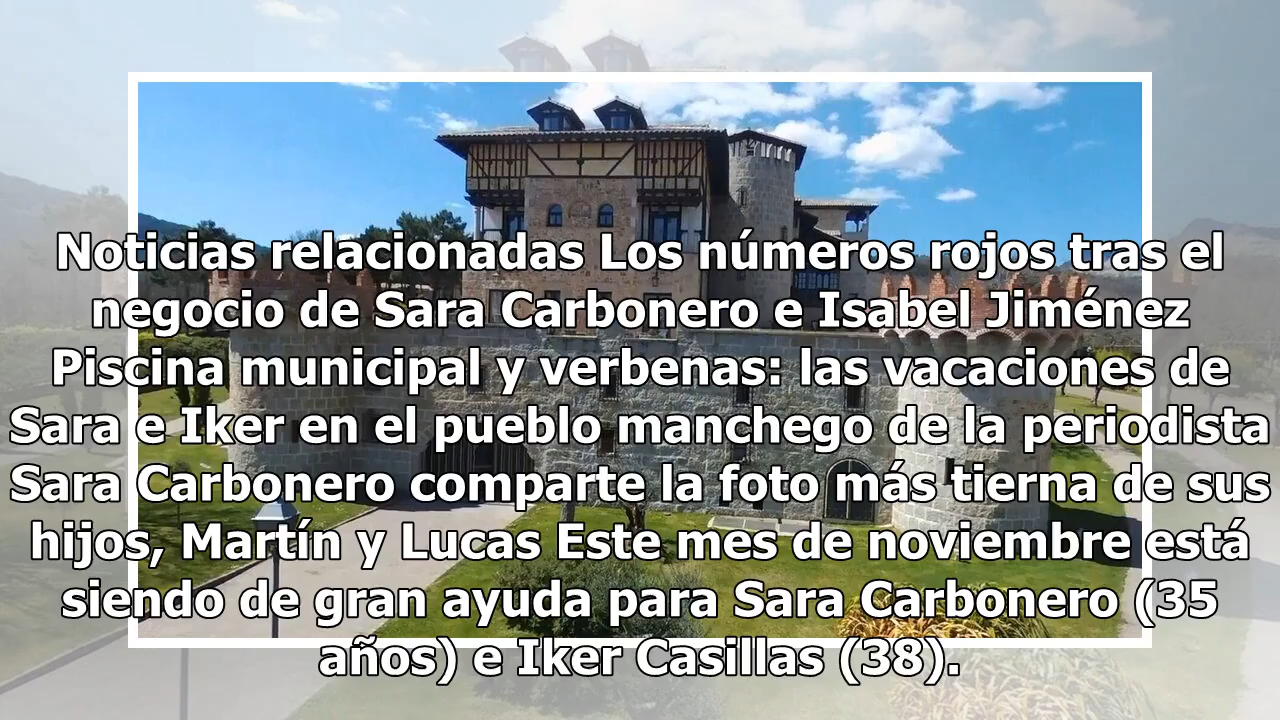 Noticias relacionadas Los números rojos tras el
negocio de Sara Carbonero e Isabel Jiménez
Piscina municipal y verbenas: las vacaciones de
Sara e Iker en el pueblo manchego de la periodista
Sara Carbonero comparte la foto más tierna de sus
hijos, Martín y Lucas Este mes de noviembre está
siendo de gran ayuda para Sara Carbonero (35
años) e Iker Casillas (38).